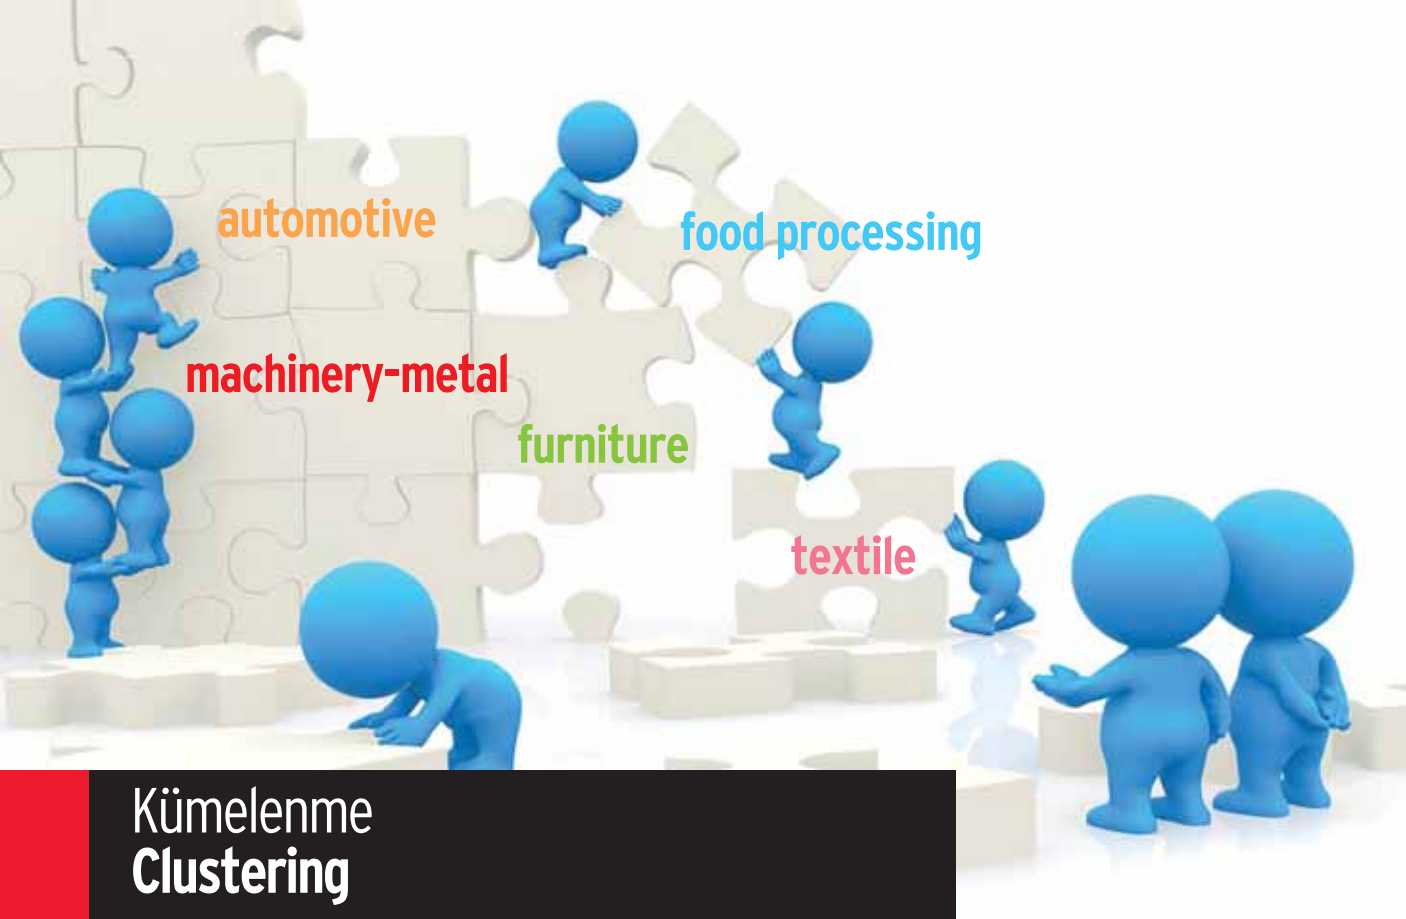 automotive
food processing
machinery-metal
furniture
textile
Kümelenme
Clustering